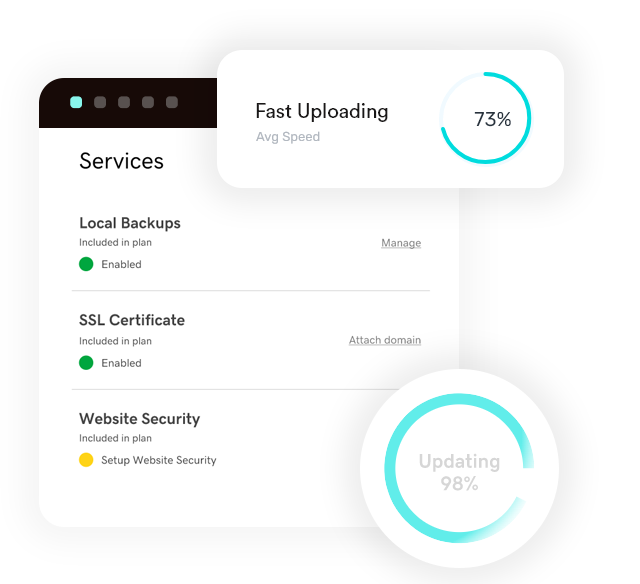 Fast Uploading
Avg Speed
73%
Services
Local Backups
Included in plan
Manage
Enabled
SSL Certificate
Included in plan
Attach domain
Enabled
Website Security
Included in plan
Setup Website Security
Updating
98%